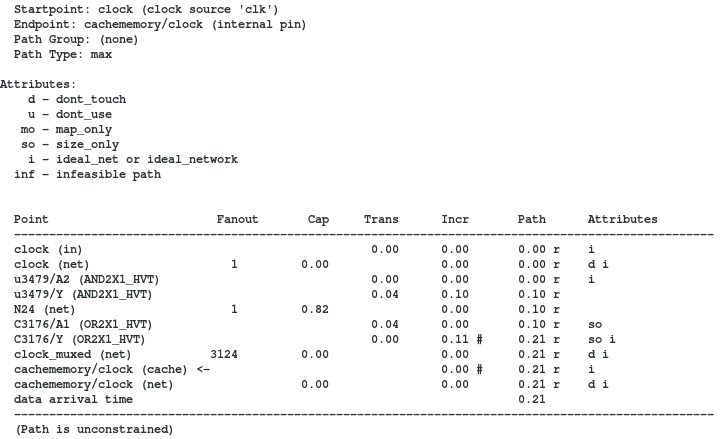 Startpoint: clock (clock source 'clk')
Endpoint: cachememory/clock (internal pin)
Path Group: (none)
Path Type: max
Attributes:
d - dont_touch
u - dont_use
mo - map_only
so - size_only
i - ideal_net or ideal_network
inf - infeasible path
Point Fanout Cap Trans Incr Path Attributes
clock (in) 0.00 0.00 0.00 r i
clock (net) 1 0.00 0.00 0.00 r d i
u3479/A2 (AND2X1_HVT) 0.00 0.00 0.00 r i
u3479/Y (AND2X1_HVT) 0.04 0.10 0.10 r
N24 (net) 1 0.82 0.00 0.10 r
C3176/A1 (OR2X1_HVT) 0.04 0.00 0.10 r so
C3176/Y (OR2X1_HVT) 0.00 0.11 # 0.21 r so i
clock_muxed (net) 3124 0.00 0.00 0.21 r d i
cachememory/clock (cache) <- 0.00 # 0.21 r i
cachememory/clock (net) 0.00 0.00 0.21 r d i
data arrival time 0.21
(Path is unconstrained)